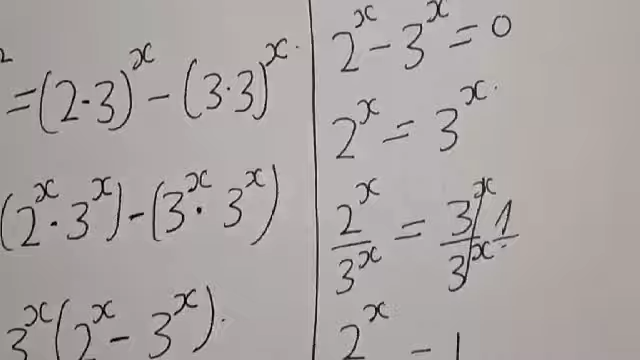 2
= (2·3)^x - (3·3)^x.
(2^x · 3^x) - (3^x · 3^x)
3^x(2^x - 3^x).
2^x - 3^x = 0
2^x = 3^x.
2^x/3^x = 3^x/3^x 1
2^x - 1